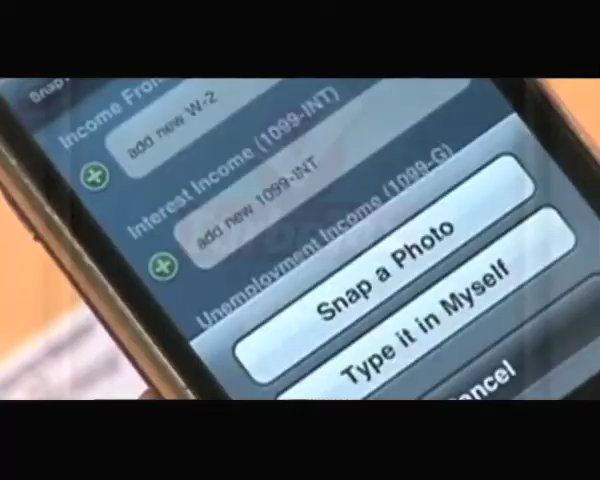 Income From
add new W-2
Interest Income (1099-INT)
add new 1099-INT
Unemployment Income (1099-G)
Snap a Photo
Type it in Myself
Cancel